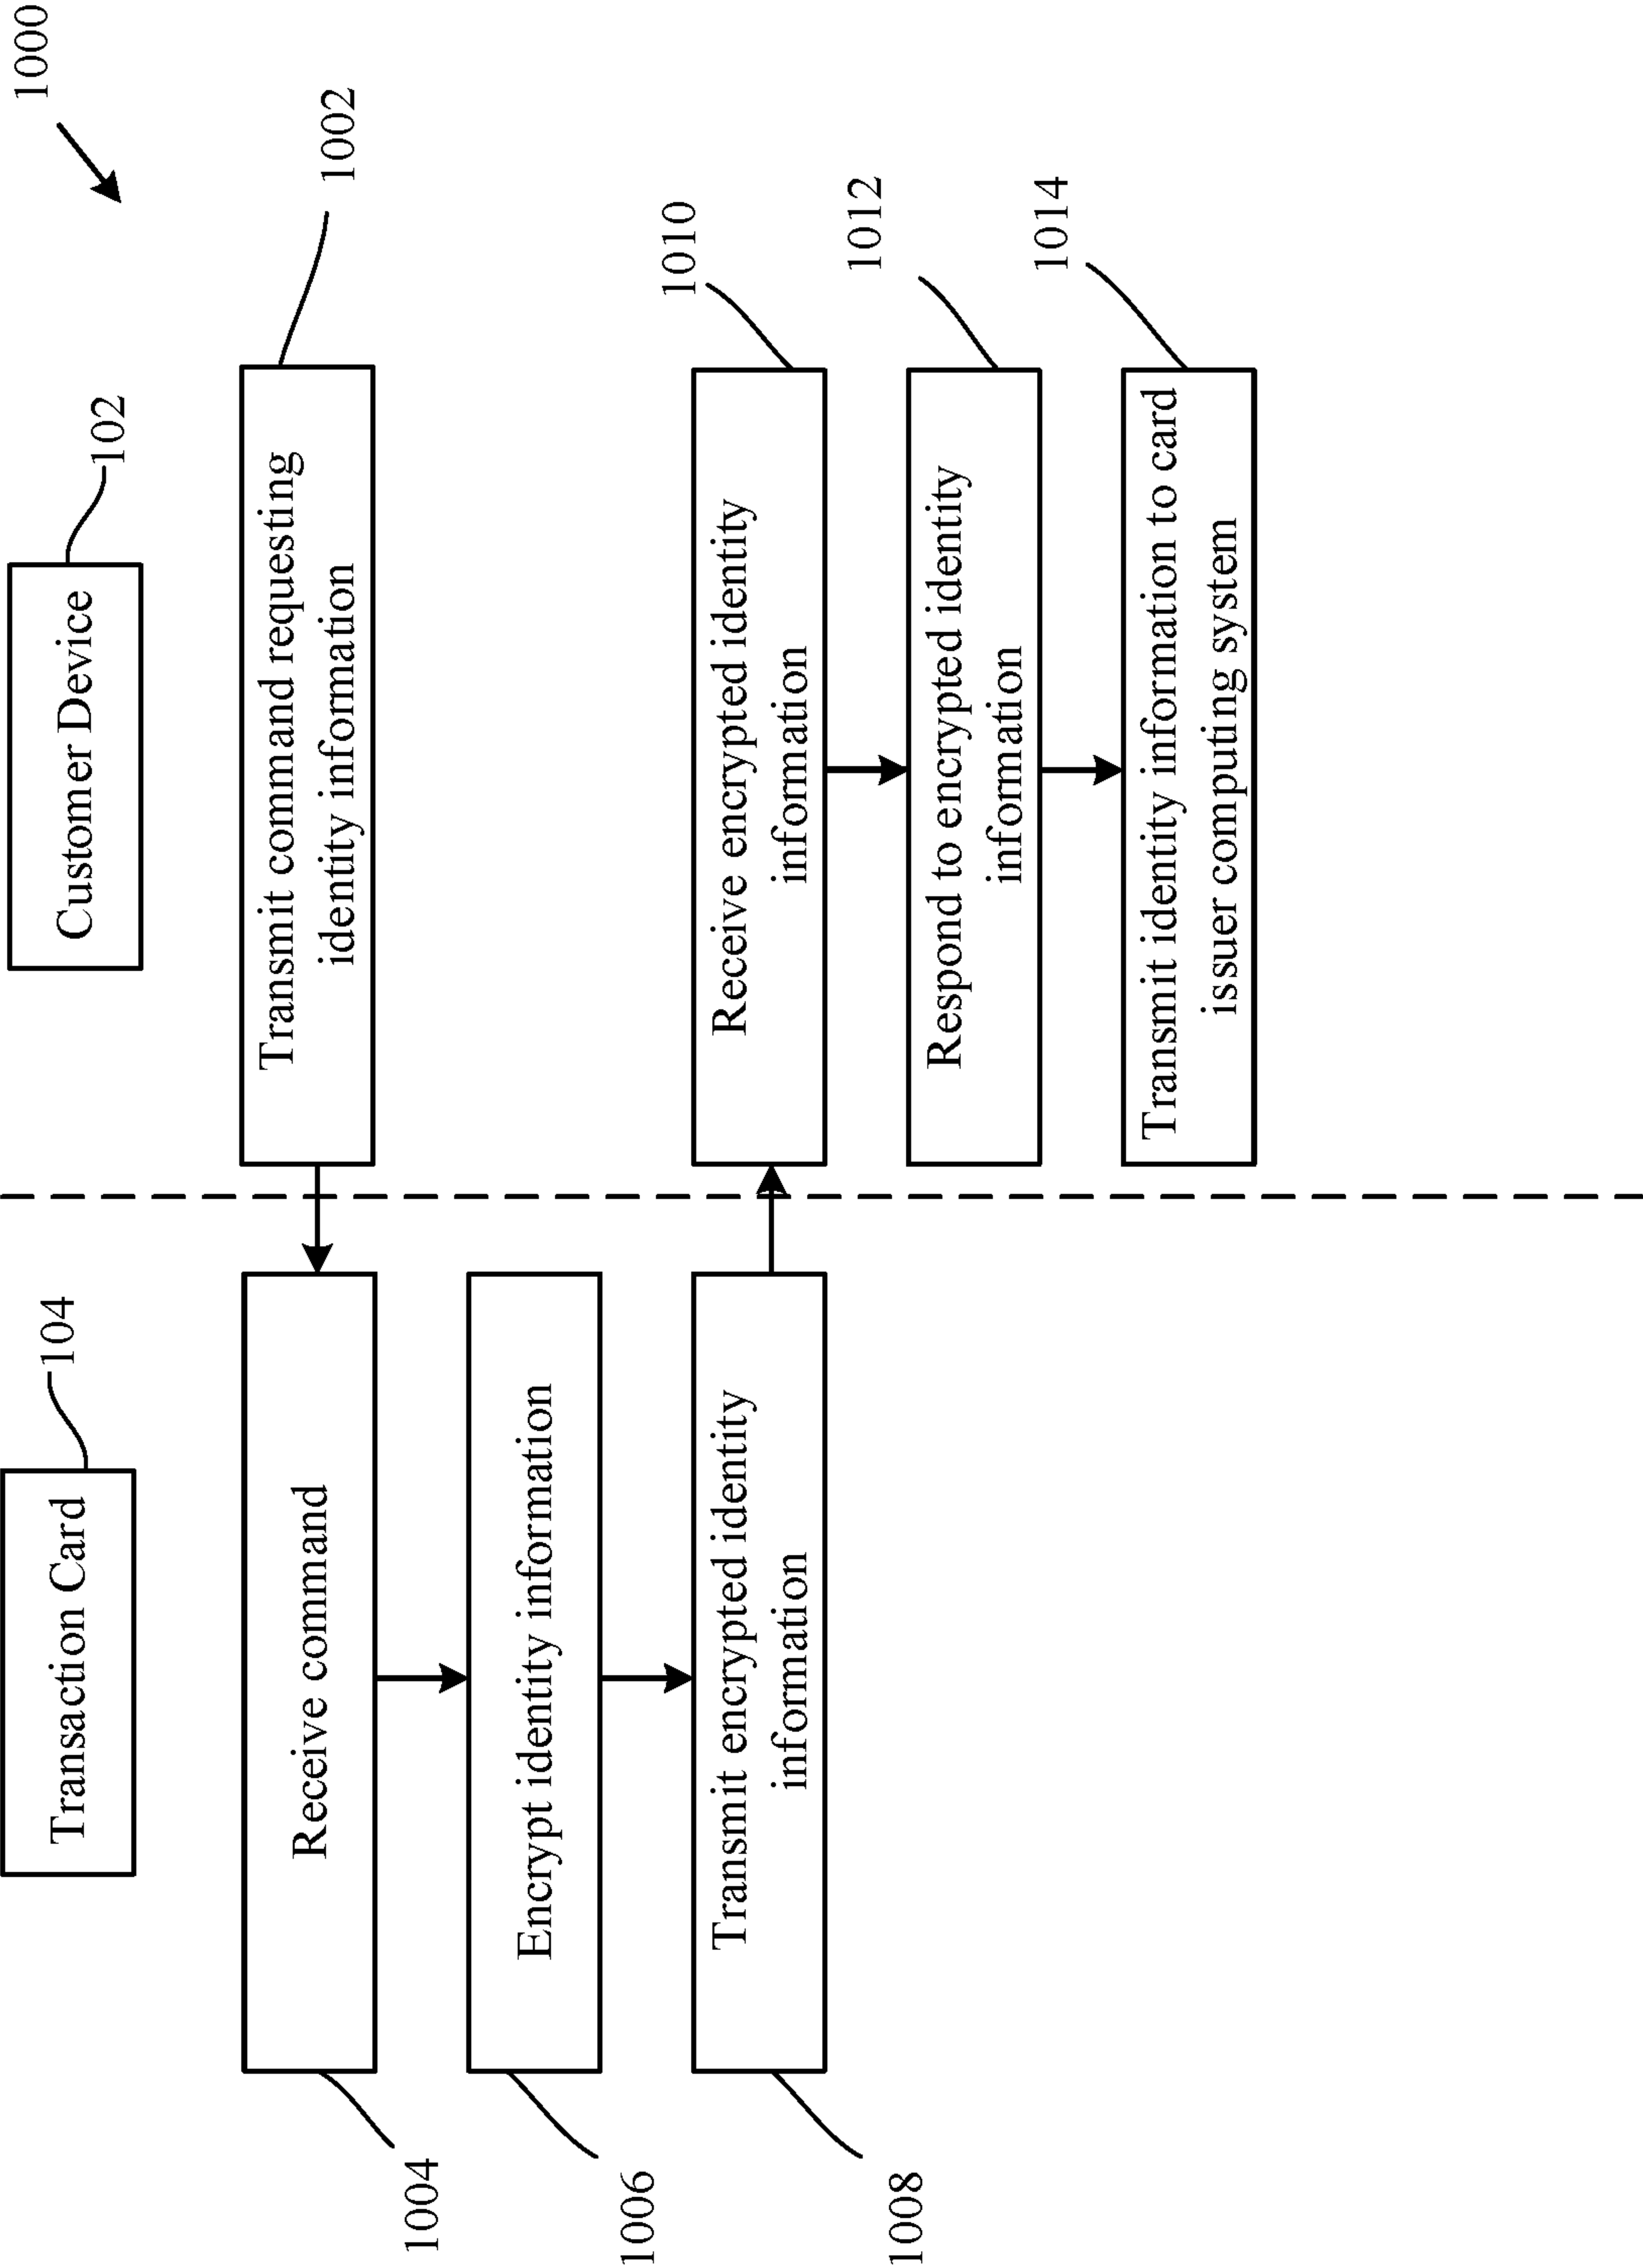 1000
Transaction Card
104
Customer Device
102
Transmit command requesting
identity information
1002
Receive command
1004
Encrypt identity information
1006
Transmit encrypted identity
information
1008
Receive encrypted identity
information
1010
Respond to encrypted identity
information
1012
Transmit identity information to card
issuer computing system
1014